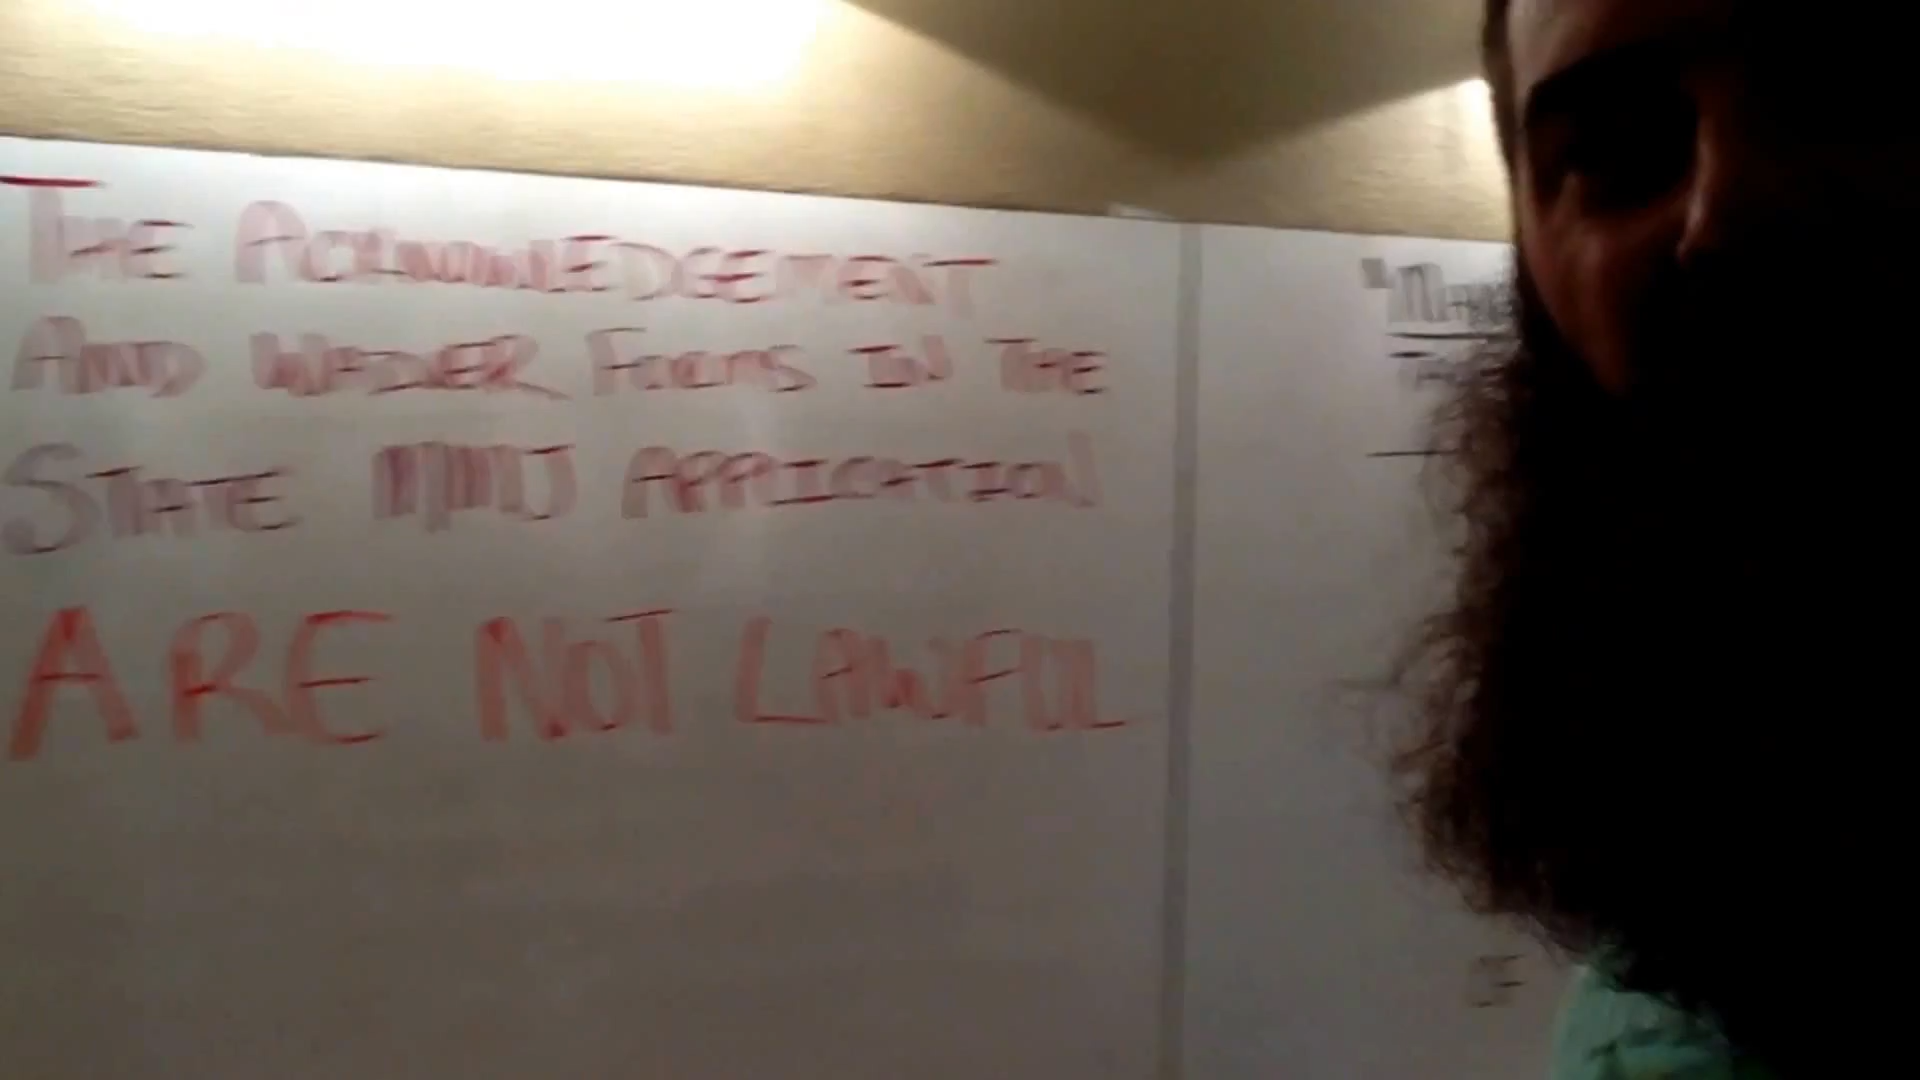 THE ACKNOWLEDGEMENT
AND WAIVER FORMS IN THE
STATE MMJ APPLICATION
ARE NOT LAWFUL